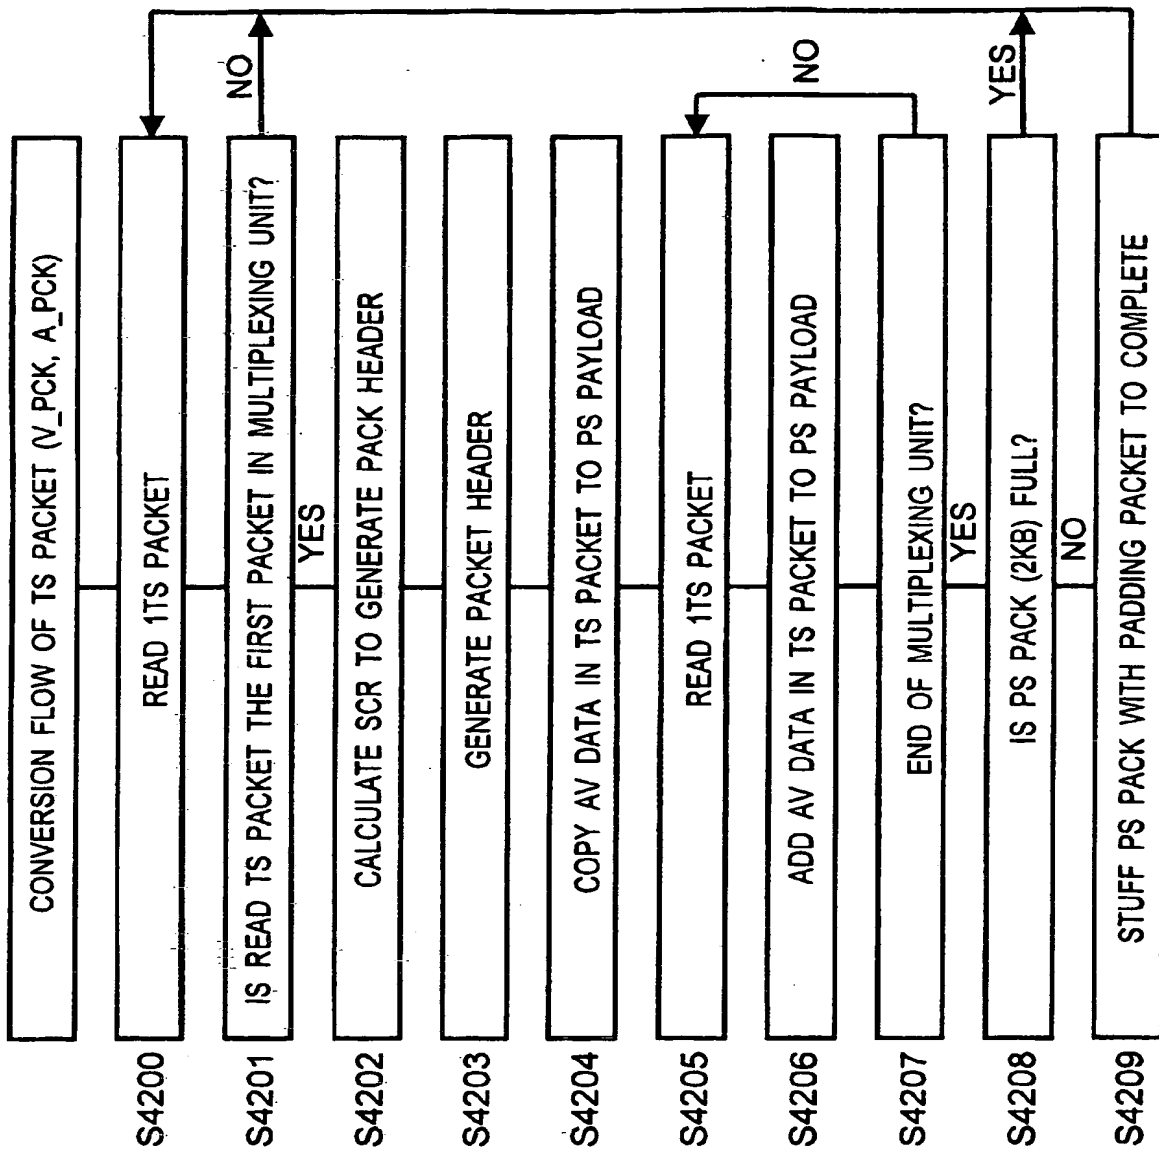 CONVERSION FLOW OF TS PACKET (V_PCK, A_PCK)
S4200
READ 1TS PACKET
S4201
IS READ TS PACKET THE FIRST PACKET IN MULTIPLEXING UNIT?
NO
YES
S4202
CALCULATE SCR TO GENERATE PACK HEADER
S4203
GENERATE PACKET HEADER
S4204
COPY AV DATA IN TS PACKET TO PS PAYLOAD
S4205
READ 1TS PACKET
S4206
ADD AV DATA IN TS PACKET TO PS PAYLOAD
NO
S4207
END OF MULTIPLEXING UNIT?
YES
S4208
IS PS PACK (2KB) FULL?
YES
NO
S4209
STUFF PS PACK WITH PADDING PACKET TO COMPLETE